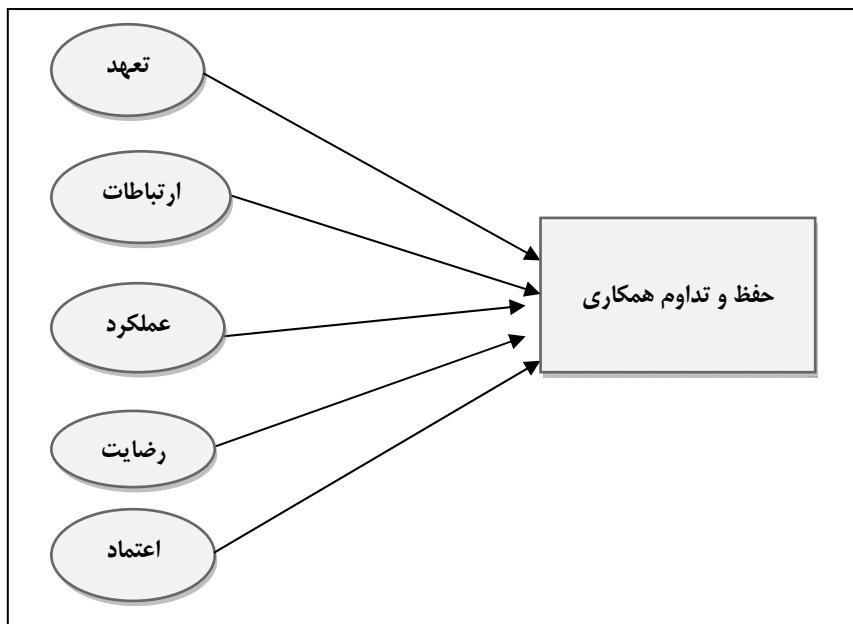 تعهد
ارتباطات
عملکرد
رضایت
اعتماد
حفظ و تداوم همکاری